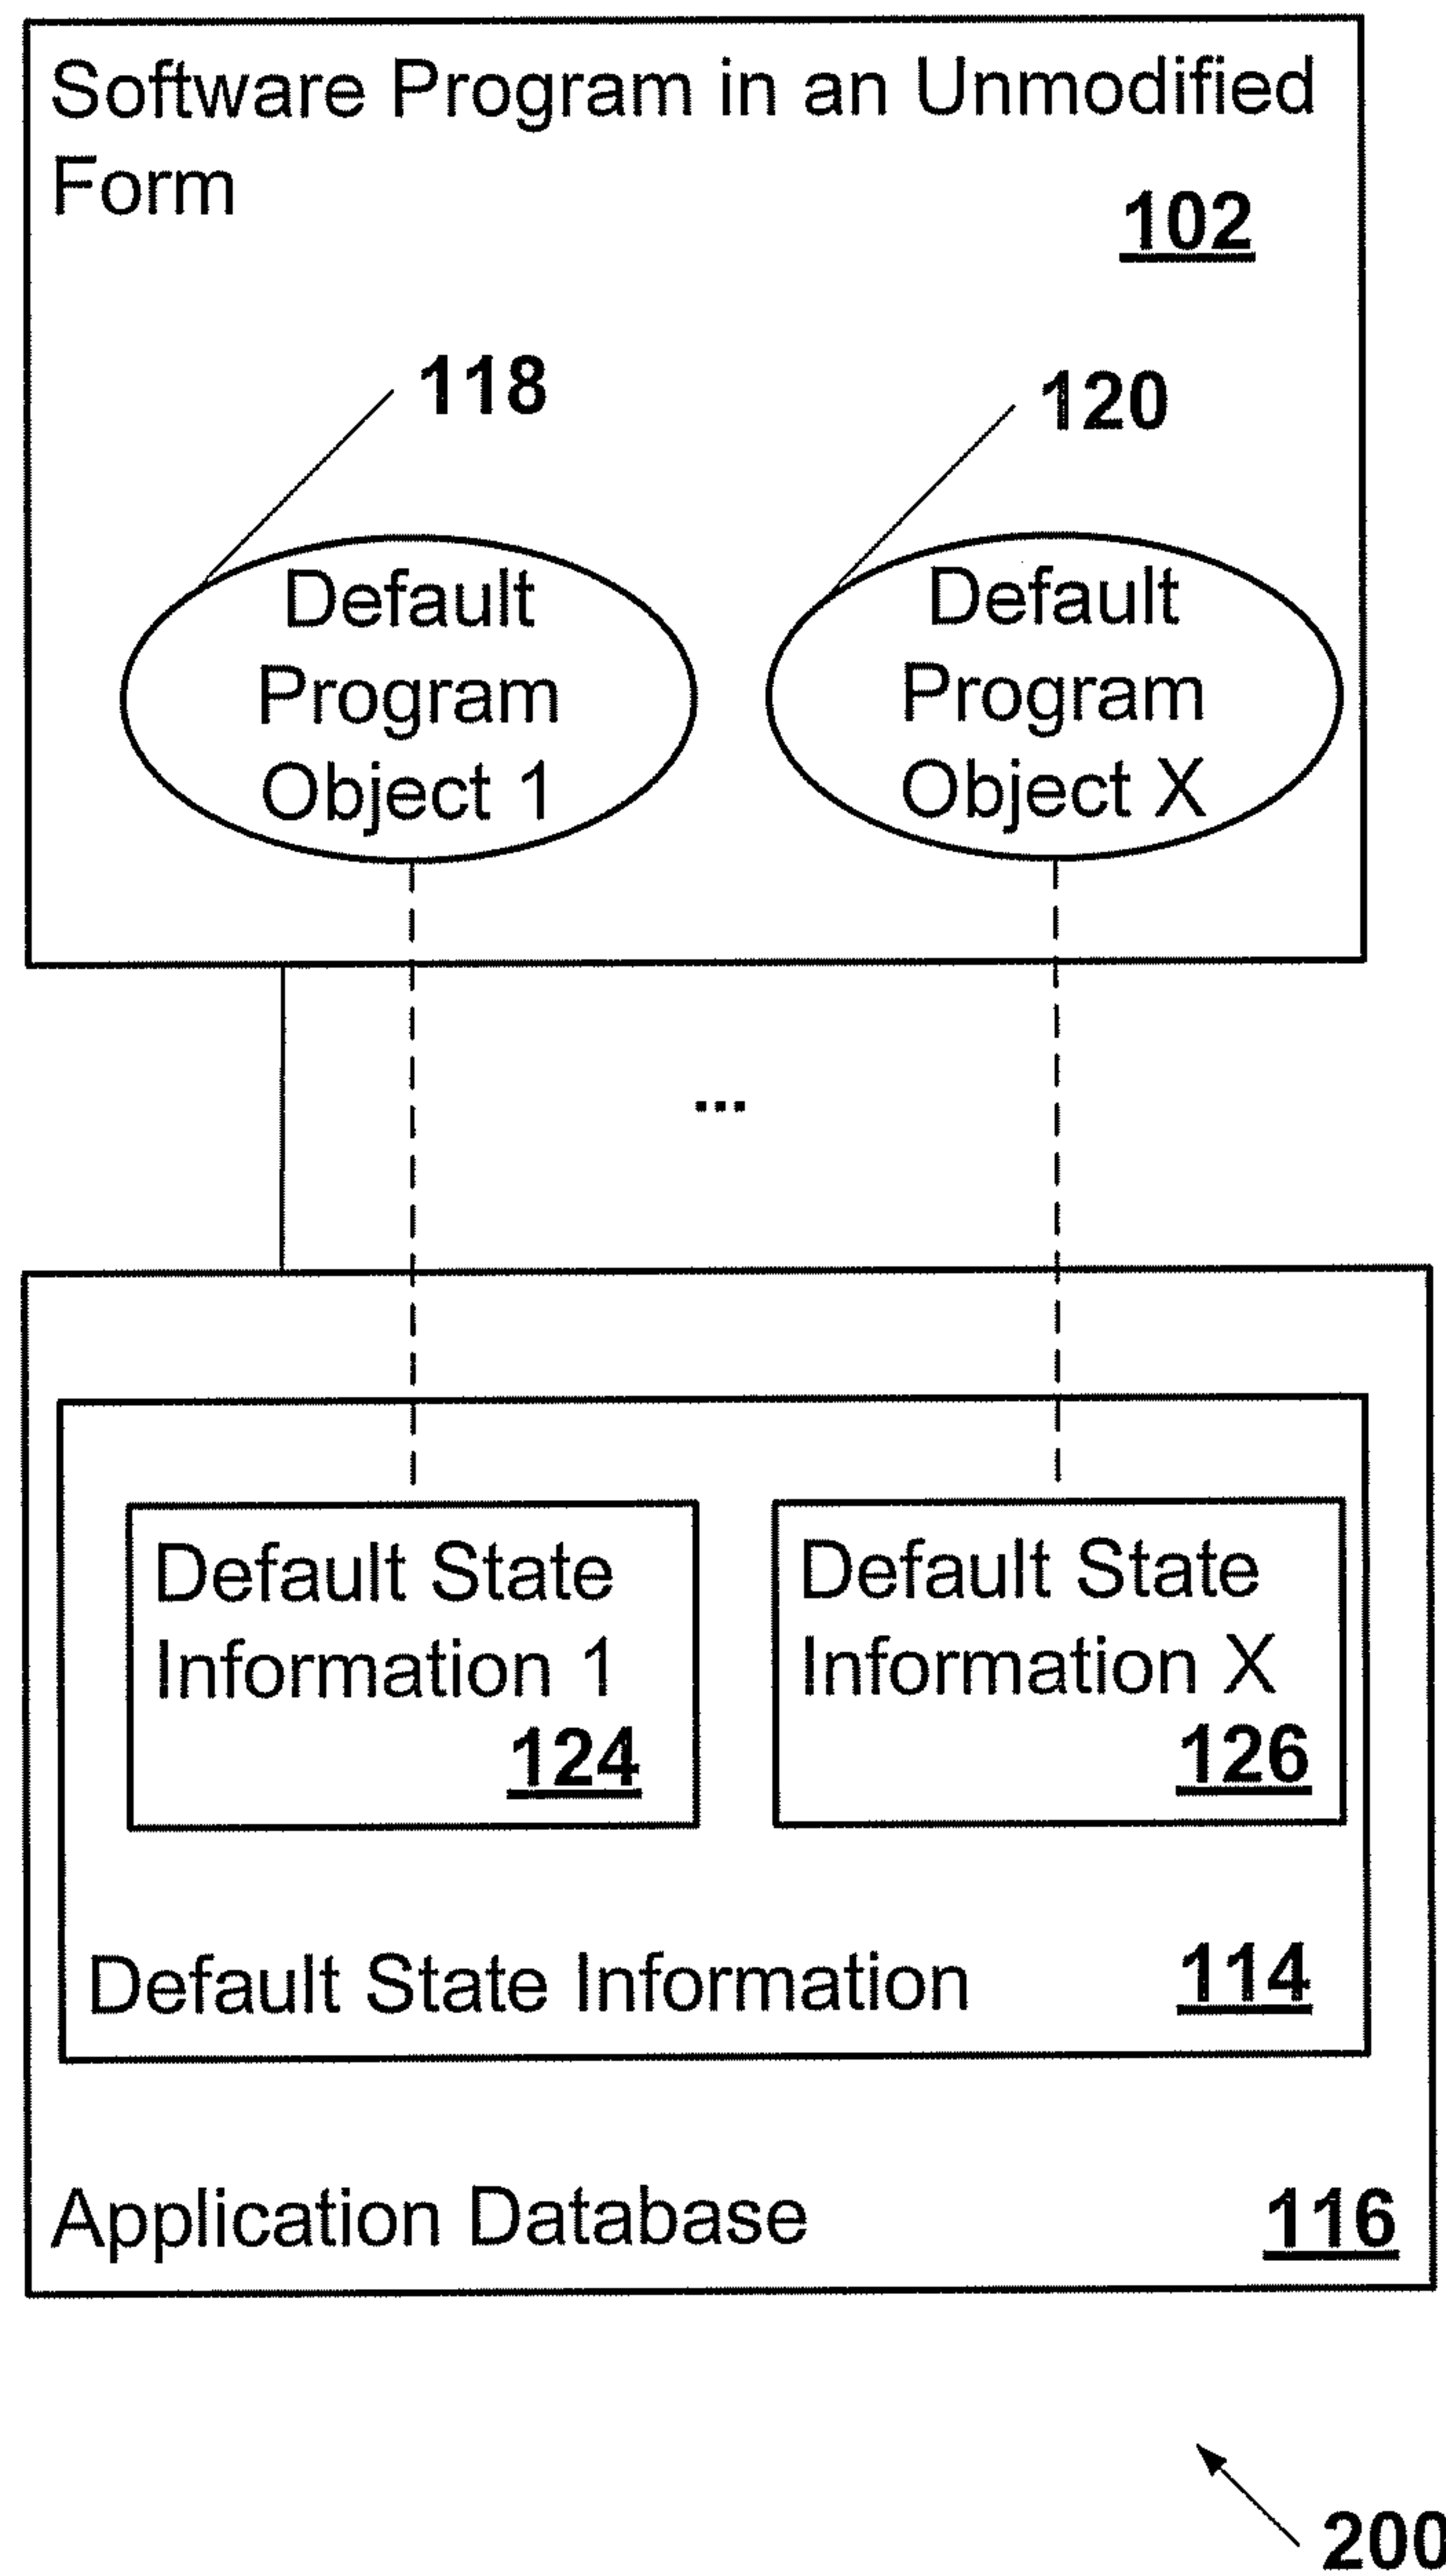 Software Program in an Unmodified
Form
102
118
120
Default
Program
Object 1
Default
Program
Object X
...
Default State
Information 1
124
Default State
Information X
126
Default State Information 114
Application Database 116
200